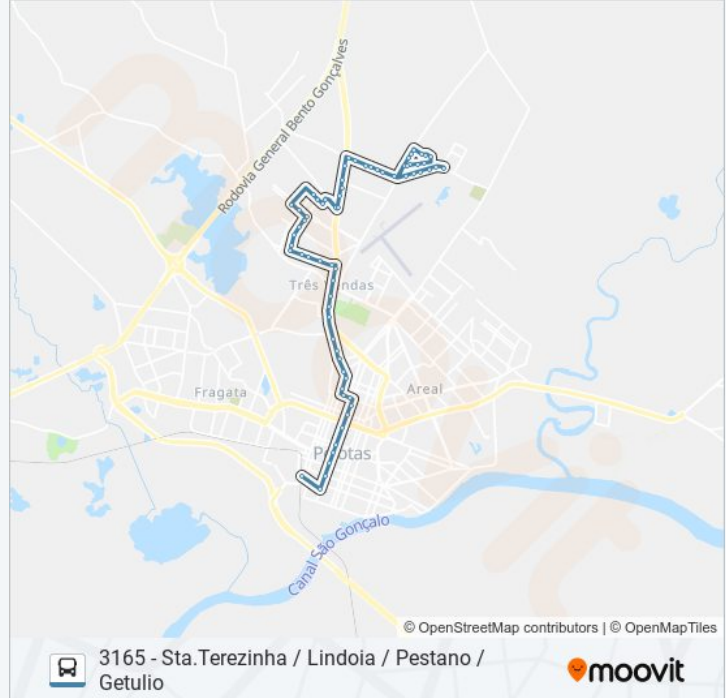 Rodovia General Bento Gonçalves
Três Vendas
Fragata
Areal
Pelotas
Canal São Gonçalo
© OpenStreetMap contributors | © OpenMapTiles
3165 - Sta.Terezinha / Lindoia / Pestano /
Getulio
moovit